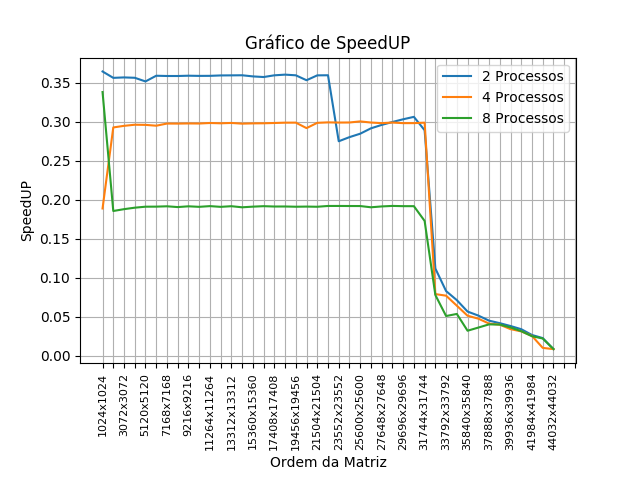 Gráfico de SpeedUP
2 Processos
4 Processos
8 Processos
SpeedUP
0.35
0.30
0.25
0.20
0.15
0.10
0.05
0.00
1024x1024
3072x3072
5120x5120
7168x7168
9216x9216
11264x11264
13312x13312
15360x15360
17408x17408
19456x19456
21504x21504
23552x23552
25600x25600
27648x27648
29696x29696
31744x31744
33792x33792
35840x35840
37888x37888
39936x39936
41984x41984
44032x44032
Ordem da Matriz